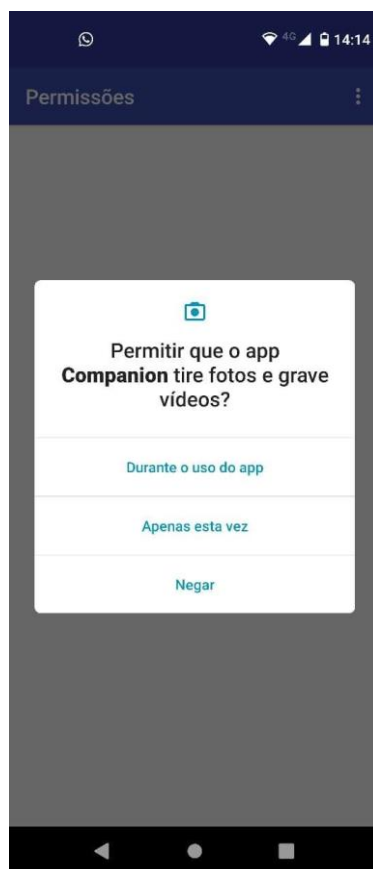 4G 14:14
Permissões
Permitir que o app
Companion tire fotos e grave
vídeos?
Durante o uso do app
Apenas esta vez
Negar